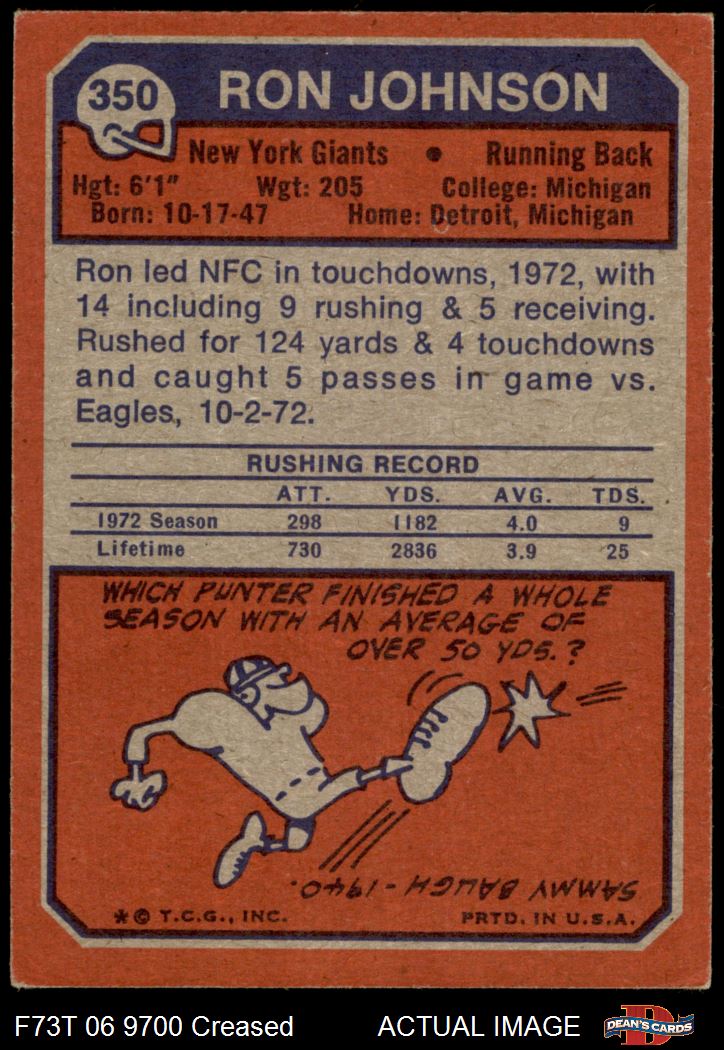 350 RON JOHNSON
New York Giants • Running Back
Hgt: 6'1" Wgt: 205 College: Michigan
Born: 10-17-47 Home: Detroit, Michigan
Ron led NFC in touchdowns, 1972, with
14 including 9 rushing & 5 receiving.
Rushed for 124 yards & 4 touchdowns
and caught 5 passes in game vs.
Eagles, 10-2-72.
RUSHING RECORD
ATT. YDS. AVG. TDS.
1972 Season 298 1182 4.0 9
Lifetime 730 2836 3.9 25
WHICH PUNTER FINISHED A WHOLE
SEASON WITH AN AVERAGE OF
OVER 50 YDS.?
SAMMY BAUGH - 1940.
*© T.C.G., INC. PRTD. IN U.S.A.
F73T 06 9700 Creased ACTUAL IMAGE
D
DEAN'S CARDS